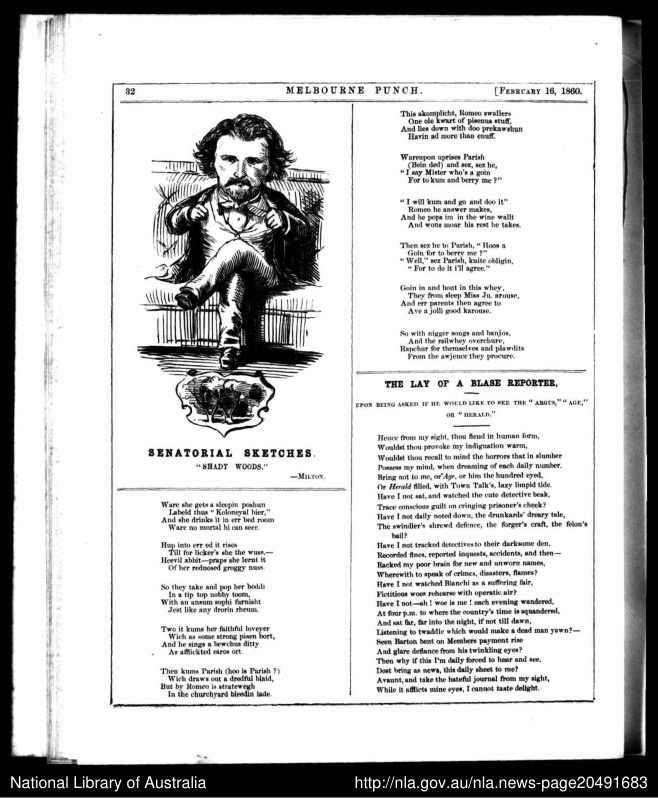 32
MELBOURNE PUNCH.
[FEBRUARY 16, 1860.
SENATORIAL SKETCHES.
"SHADY WOODS."
—MILTON.
Ware she gets a sleepin poshun
Labeld thus "Koloneyal bier,"
And she drinks it in err bed room
Ware no mortal hi can seer.
Hup into err ed it rises
Till for licker's she the wuss,—
Heevil abbit—praps she lernt it
Of her reduosed groggy nuss.
So they take and pop her boddi
In a tip top nobby toom,
With an ansum sophi furnisht
Jest like any drorin rheum.
Two it kums her faithful loveyer
Wich as some strong pisen bort,
And he sings a bewchus ditty
As afflickted earos ort.
Then kums Parish (hoo is Parish ?)
Wich draws out a dredful blaid,
But by Romeo is stratewegh
In the churchyard bleedin lade.
This akomplicht, Romeo swallers
One ole kwart of pisenus stuff,
And lies down with doo prekawshun
Havin ad more than enuff.
Wareupon uprises Parish
(Bein ded) and sez, sez he,
"I say Mister who's a goin
For to kum and berry me ?"
"I will kum and go and doo it"
Romeo he answer makes,
And he pops im in the wine wallt
And wons moar his rest he takes.
Then sez he to Parish, "Hoos a
Goin for to berry me ?"
"Well," sez Parish, kuite obligin,
"For to do it i'll agree."
Goin in and hout in this whey,
They from sleep Miss Ju. arouse,
And err parents then agree to
Ave a jolli good karouse.
So with nigger songs and banjos,
And the railwhey overchure,
Rapchur for themselves and plawdits
From the awjence they procure.
THE LAY OF A BLASE REPORTER,
UPON BEING ASKED IF HE WOULD LIKE TO SEE THE "ARGUS," "AGE,"
OR "HERALD."
Hence from my sight, thou fiend in human form,
Wouldst thou provoke my indignation warm,
Wouldst thou recall to mind the horrors that in slumber
Possess my mind, when dreaming of each daily number.
Bring not to me, or Age, or him the hundred eyed,
Or Herald filled, with Town Talk's, lazy limpid tide.
Have I not sat, and watched the cute detective beak,
Trace conscious guilt on cringing prisoner's cheek?
Have I not daily noted down, the drunkards' dreary tale,
The swindler's shrewd defence, the forger's craft, the felon's
bail?
Have I not tracked detectives to their darksome den,
Recorded fines, reported inquests, accidents, and then—
Racked my poor brain for new and unworn names,
Wherewith to speak of crimes, disasters, flames?
Have I not watched Bianchi as a suffering fair,
Fictitious woes rehearse with operatic air?
Have I not—ah ! woe is me ! each evening wandered,
At four p.m. to where the country's time is squandered,
And sat far, far into the night, if not till dawn,
Listening to twaddle which would make a dead man yawn?—
Seen Barton bent on Members payment rise
And glare defiance from his twinkling eyes?
Then why if this I'm daily forced to hear and see,
Dost bring as news, this daily sheet to me?
Avaunt, and take the hateful journal from my sight,
While it afflicts mine eyes, I cannot taste delight.
National Library of Australia
http://nla.gov.au/nla.news-page20491683